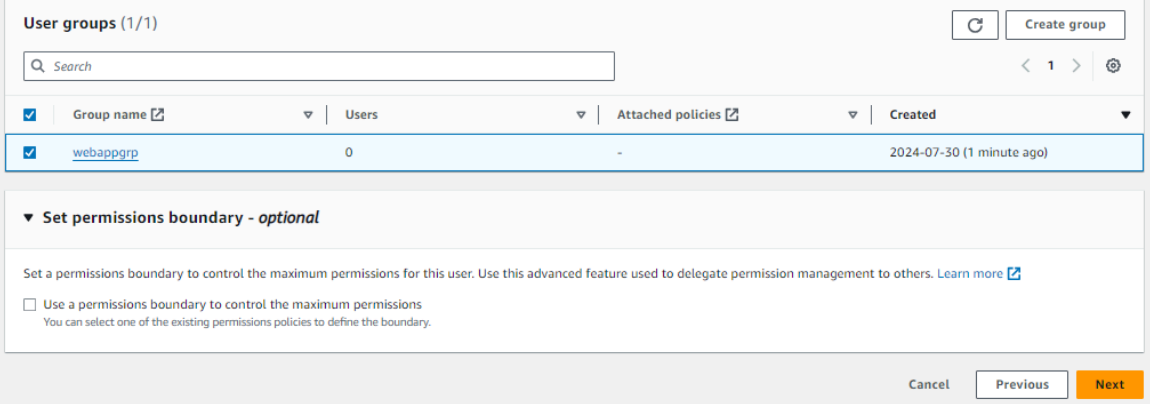 User groups (1/1)
Create group
Search
1
Group name Users Attached policies Created
webappgrp 0 - 2024-07-30 (1 minute ago)
Set permissions boundary - optional
Set a permissions boundary to control the maximum permissions for this user. Use this advanced feature used to delegate permission management to others. Learn more
Use a permissions boundary to control the maximum permissions
You can select one of the existing permissions policies to define the boundary.
Cancel Previous Next